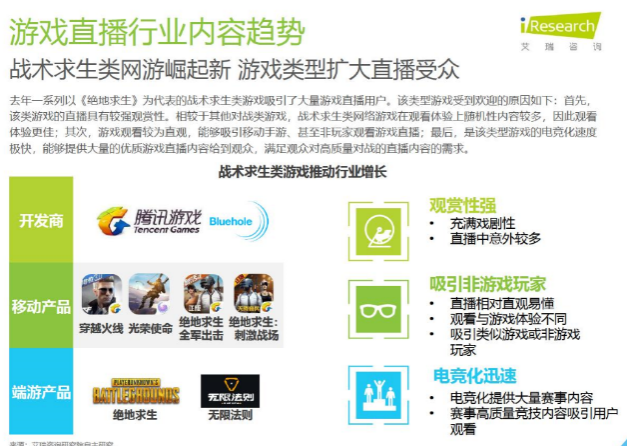 游戏直播行业内容趋势
iResearch
艾 瑞 咨 询
战术求生类网游崛起新 游戏类型扩大直播受众
去年一系列以《绝地求生》为代表的战术求生类游戏吸引了大量游戏直播用户。该类型游戏受到欢迎的原因如下：首先，
该类游戏的直播具有较强观赏性。相较于其他对战类游戏，战术求生类网络游戏在观看体验上随机性内容较多，因此观看
体验更佳；其次，游戏观看较为直观，能够吸引移动手游、甚至非玩家观看游戏直播；最后，是该类型游戏的电竞化速度
极快，能够提供大量的优质游戏直播内容给到观众，满足观众对高质量对战的直播内容的需求。
战术求生类游戏推动行业增长
开发商
腾讯游戏
Tencent Games
Bluehole
移动产品
穿越火线
光荣使命
绝地求生
全军出击
绝地求生：
刺激战场
端游产品
BATTLEGROUNDS
绝地求生
无限法则
无限法则
观赏性强
• 充满戏剧性
• 直播中意外较多
吸引非游戏玩家
• 直播相对直观易懂
• 观看与游戏体验不同
• 吸引类似游戏或非游戏
玩家
电竞化迅速
• 电竞化提供大量赛事内容
• 赛事高质量竞技内容吸引用户
观看